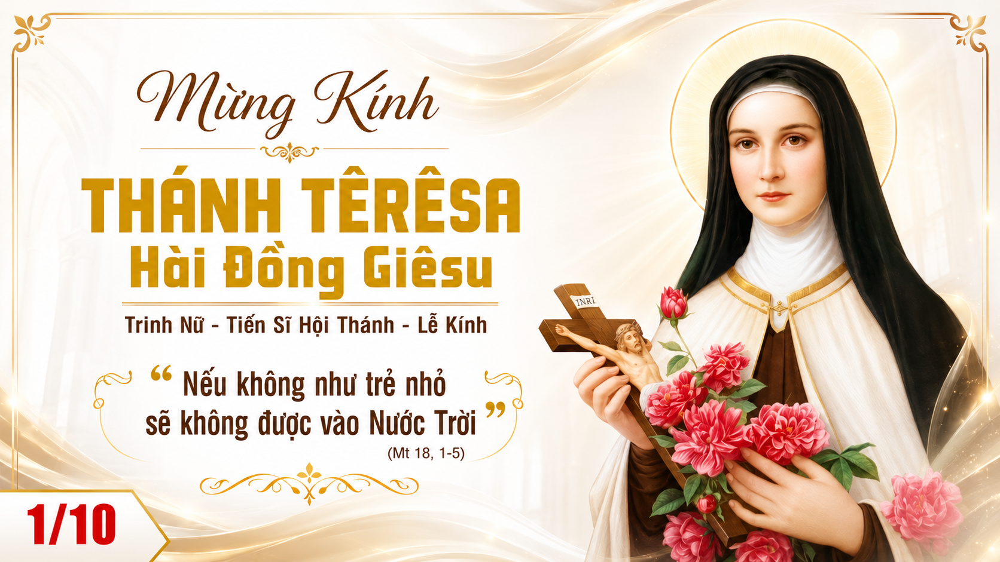 Mừng Kính
THÁNH TÊRÊSA
Hài Đồng Giêsu
Trinh Nữ - Tiến Sĩ Hội Thánh - Lễ Kính
“ Nếu không như trẻ nhỏ
sẽ không được vào Nước Trời ”
(Mt 18, 1-5)
1/10
INRI